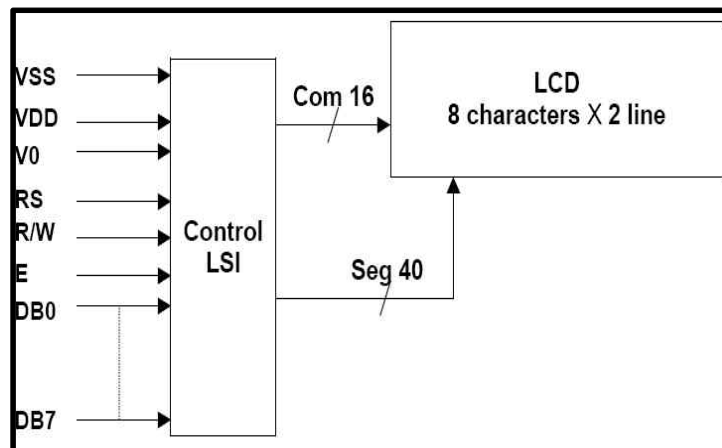 VSS
VDD
V0
RS
R/W
E
DB0
DB7
Control
LSI
Com 16
Seg 40
LCD
8 characters X 2 line